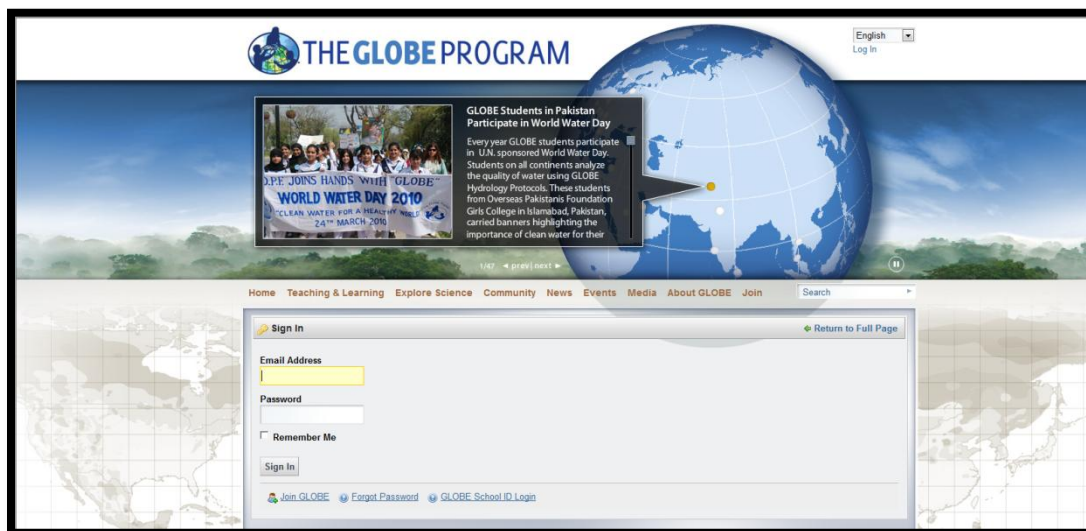 THE GLOBE PROGRAM
English
Log In
GLOBE Students in Pakistan
Participate in World Water Day
Every year GLOBE students participate
in U.N. sponsored World Water Day.
Students on all continents analyze
the quality of water using GLOBE
Hydrology Protocols. These students
from Overseas Pakistanis Foundation
Girls College in Islamabad, Pakistan,
carried banners highlighting the
importance of clean water for their
O.P.F. JOINS HANDS WITH "GLOBE"
WORLD WATER DAY 2010
"CLEAN WATER FOR A HEALTHY WORLD
24TH MARCH 2010
1/67 ◄ prev| next ►
Home Teaching & Learning Explore Science Community News Events Media About GLOBE Join
Search
Sign In
Return to Full Page
Email Address
Password
Remember Me
Sign In
Join GLOBE Forgot Password GLOBE School ID Login